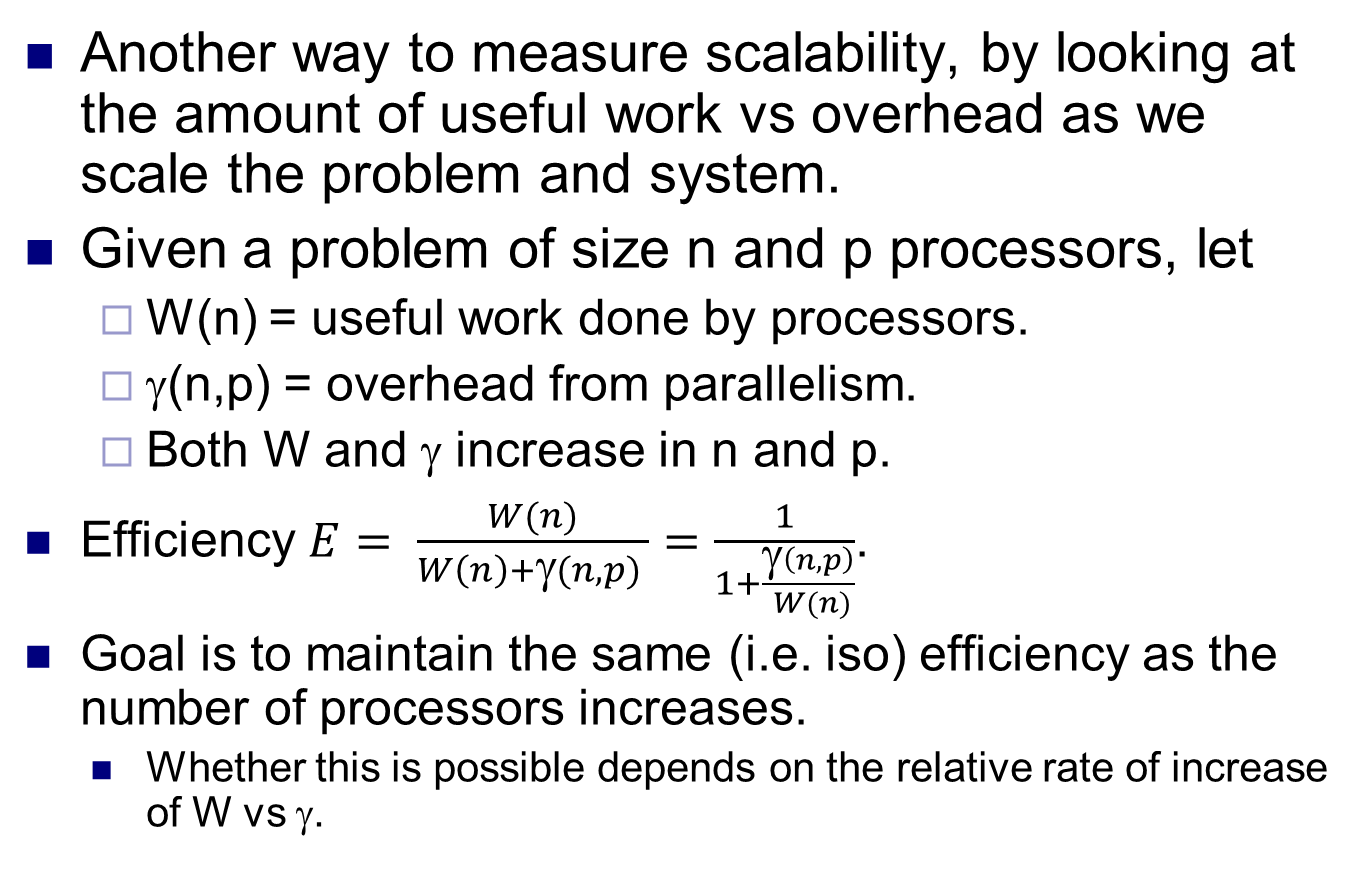 Another way to measure scalability, by looking at
the amount of useful work vs overhead as we
scale the problem and system.
Given a problem of size n and p processors, let
W(n) = useful work done by processors.
γ(n,p) = overhead from parallelism.
Both W and γ increase in n and p.
Efficiency E = W(n) / (W(n)+γ(n,p)) = 1 / (1+ γ(n,p) / W(n)).
Goal is to maintain the same (i.e. iso) efficiency as the
number of processors increases.
Whether this is possible depends on the relative rate of increase
of W vs γ.